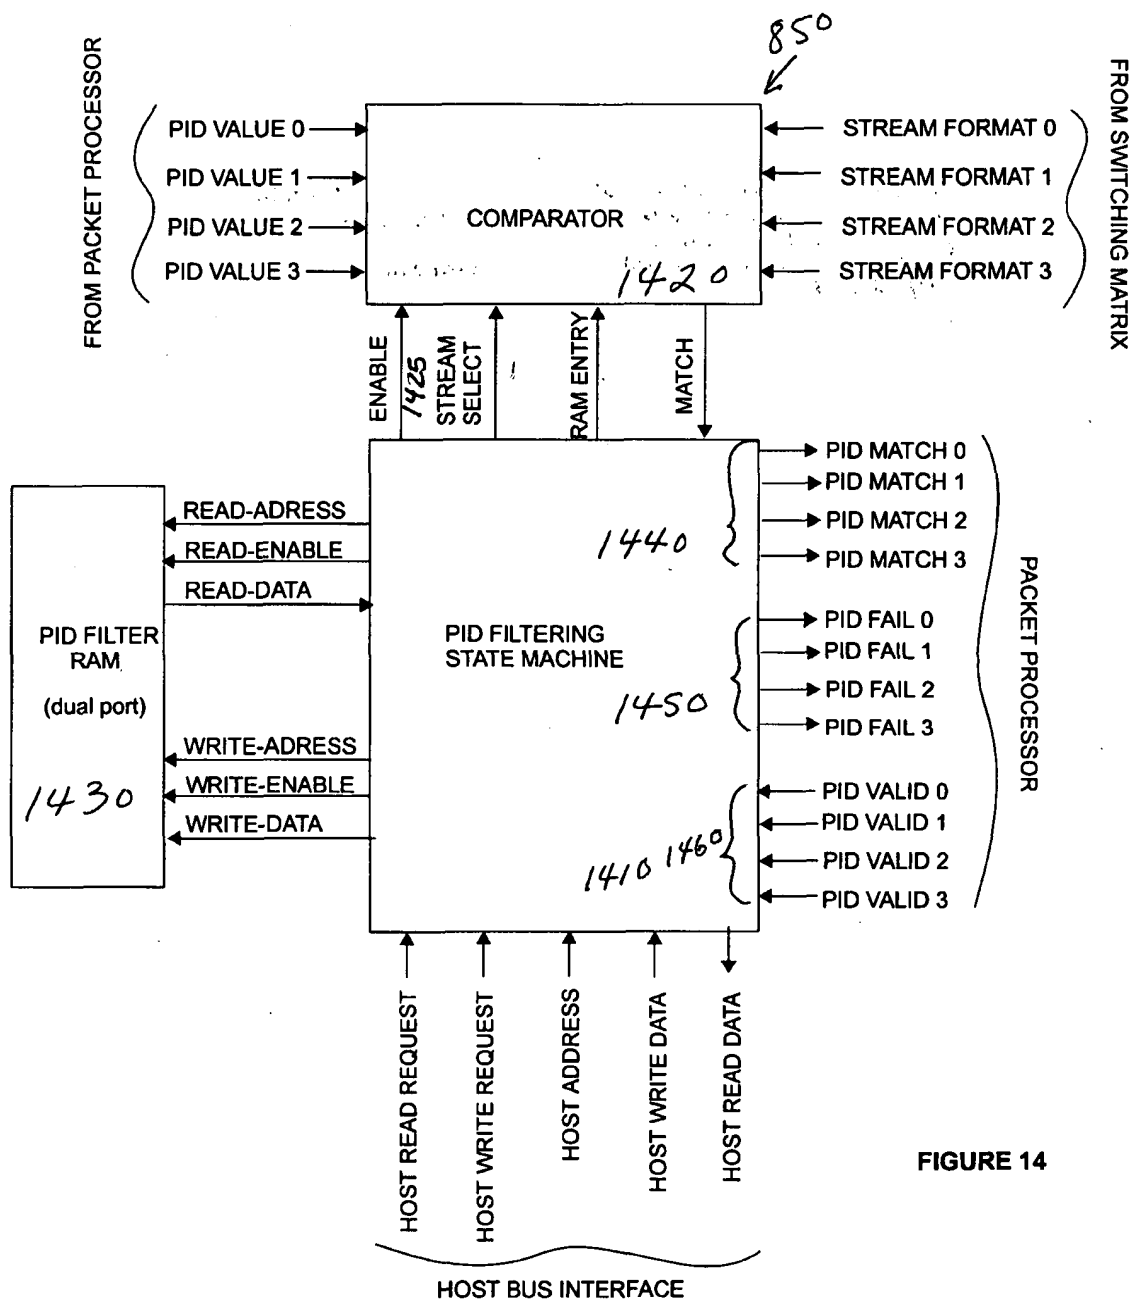 850
FROM PACKET PROCESSOR
PID VALUE 0
PID VALUE 1
PID VALUE 2
PID VALUE 3
COMPARATOR
1420
STREAM FORMAT 0
STREAM FORMAT 1
STREAM FORMAT 2
STREAM FORMAT 3
FROM SWITCHING MATRIX
ENABLE
1425
STREAM
SELECT
RAM ENTRY
MATCH
READ-ADRESS
READ-ENABLE
READ-DATA
PID FILTER
RAM
(dual port)
1430
WRITE-ADRESS
WRITE-ENABLE
WRITE-DATA
PID FILTERING
STATE MACHINE
1440
1450
1410
1460
PID MATCH 0
PID MATCH 1
PID MATCH 2
PID MATCH 3
PID FAIL 0
PID FAIL 1
PID FAIL 2
PID FAIL 3
PID VALID 0
PID VALID 1
PID VALID 2
PID VALID 3
PACKET PROCESSOR
HOST READ REQUEST
HOST WRITE REQUEST
HOST ADDRESS
HOST WRITE DATA
HOST READ DATA
HOST BUS INTERFACE
FIGURE 14